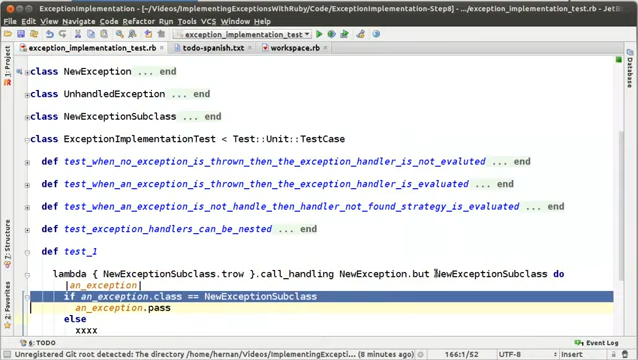 ExceptionImplementation - [~/Videos/ImplementingExceptionsWithRuby/Code/ExceptionImplementation-Step8] - .../exception_implementation_test.rb - JetB
File Edit View Navigate Code Refactor Run Tools VCS Window Help
exception_implementation_test
exception_implementation_test.rb todo-spanish.txt workspace.rb
1: Project
7: Structure
2: Favorites
Database
class NewException ... end
class UnhandledException ... end
class NewExceptionSubclass ... end
class ExceptionImplementationTest < Test::Unit::TestCase
def test_when_no_exception_is_thrown_then_the_exception_handler_is_not_evaluted ... end
def test_when_an_exception_is_thrown_then_the_exception_handler_is_evaluated ... end
def test_when_an_exception_is_not_handle_then_handler_not_found_strategy_is_evaluated ... end
def test_exception_handlers_can_be_nested ... end
def test_1
lambda { NewExceptionSubclass.trow }.call_handling NewException.but NewExceptionSubclass do
|an_exception|
if an_exception.class == NewExceptionSubclass
an_exception.pass
else
xxxx
6: TODO Event Log
Unregistered Git root detected: The directory /home/hernan/Videos/ImplementingExcepti... (8 minutes ago) 166:1/52 UTF-8 Insert